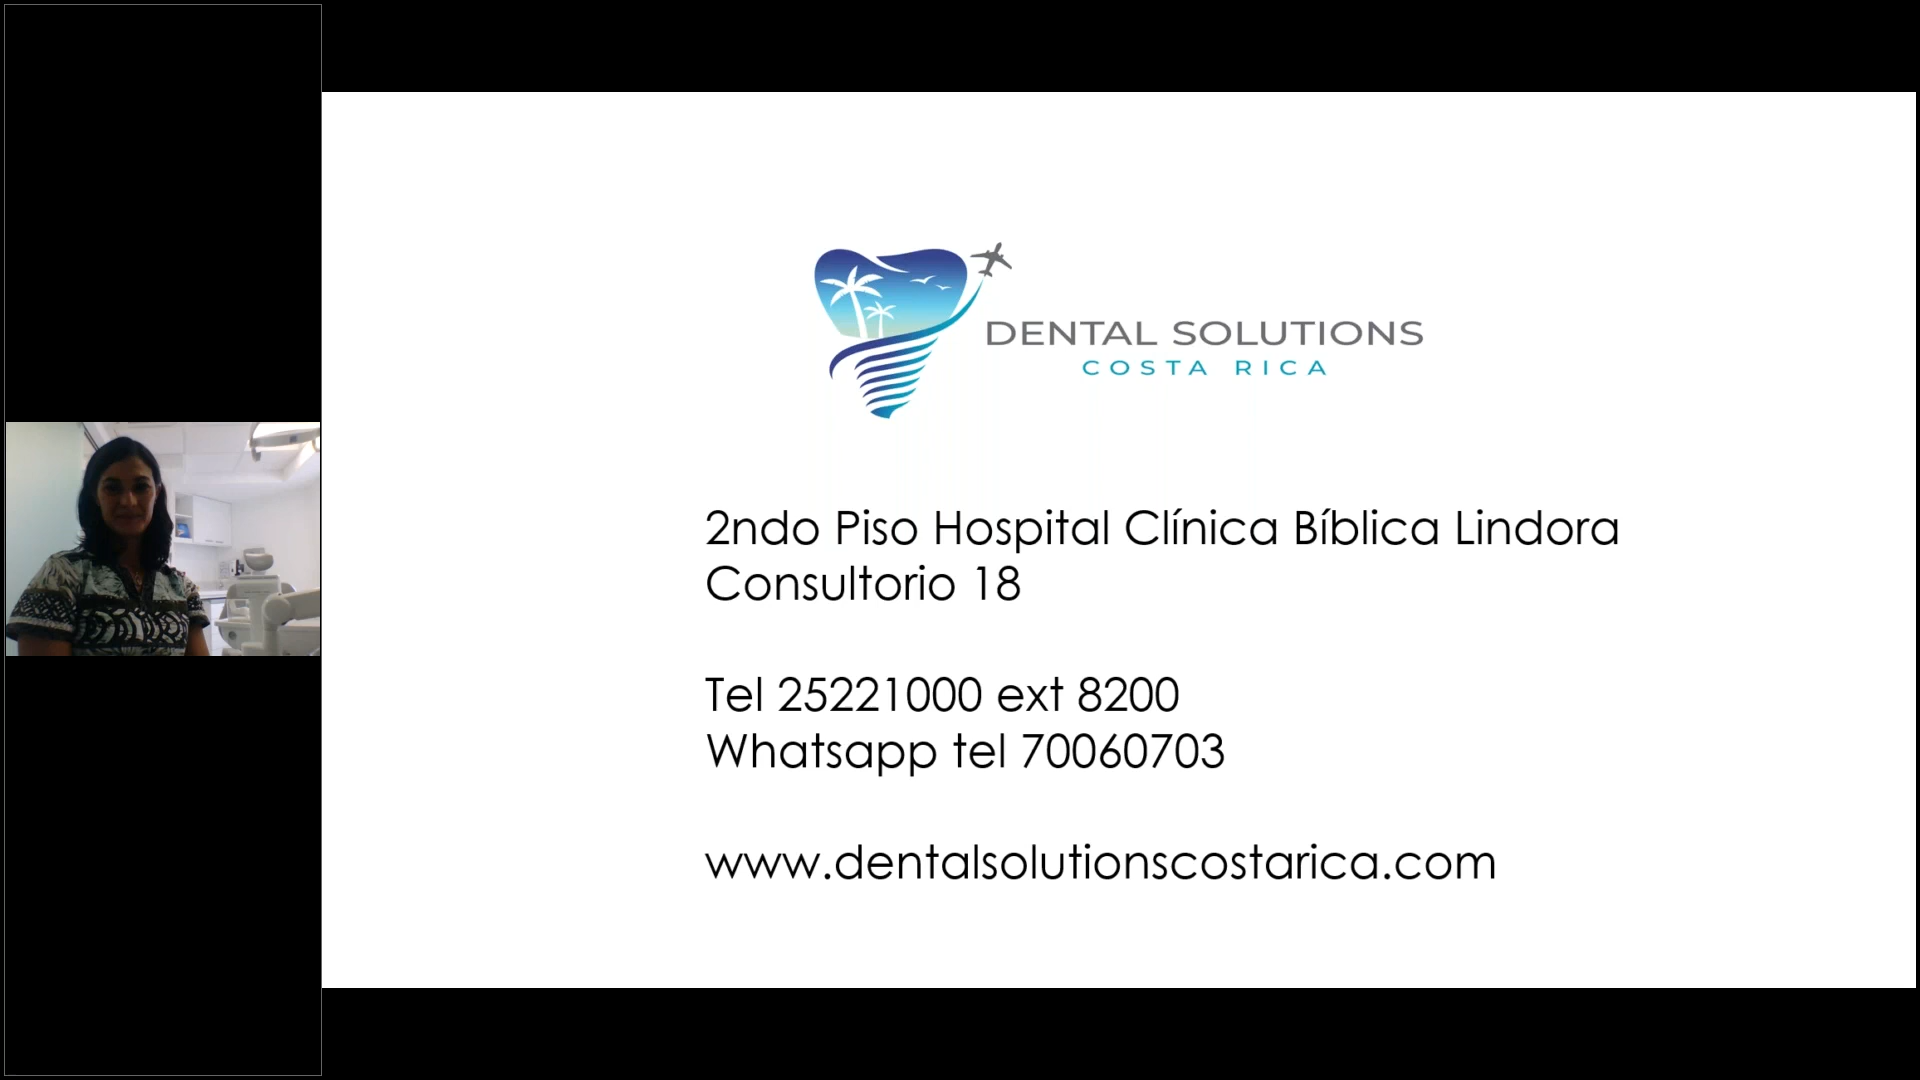 DENTAL SOLUTIONS
COSTA RICA
2ndo Piso Hospital Clínica Bíblica Lindora
Consultorio 18
Tel 25221000 ext 8200
Whatsapp tel 70060703
www.dentalsolutionscostarica.com